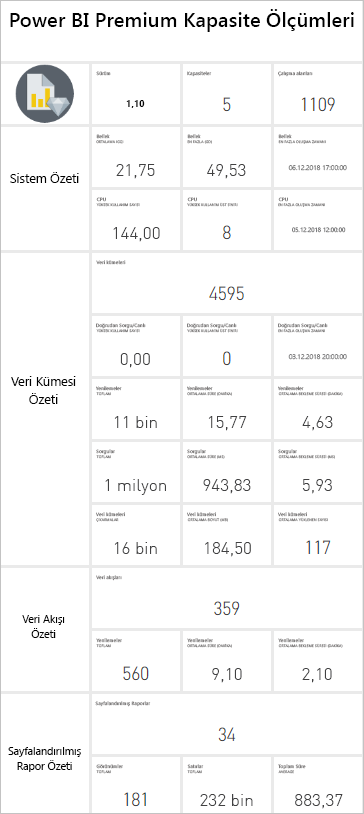 Power BI Premium Kapasite Ölçümleri
Sürüm
1,10
Kapasiteler
5
Çalışma alanları
1109
Sistem Özeti
Bellek
ORTALAMA (GB)
21,75
Bellek
EN FAZLA (GB)
49,53
Bellek
EN FAZLA OLUŞMA ZAMANI
06.12.2018 17:00:00
CPU
YÜKSEK KULLANIM SAYISI
144,00
CPU
YÜKSEK KULLANIM
8
CPU
EN FAZLA OLUŞMA ZAMANI
05.12.2018 12:00:00
Veri Kümesi
Özeti
Veri kümeleri
4595
Doğrudan Sorgu/Canlı
YÜKSEK KULLANIM SAYISI
0,00
Doğrudan Sorgu/Canlı
YÜKSEK KULLANIM
0
Doğrudan Sorgu/Canlı
EN FAZLA OLUŞMA ZAMANI
03.12.2018 20:00:00
Yenilemeler
TOPLAM
11 bin
Yenilemeler
ORTALAMA SÜRE (DAKİKA)
15,77
Yenilemeler
ORTALAMA BEKLEME SÜRESİ (DAKİKA)
4,63
Sorgular
TOPLAM
1 milyon
Sorgular
ORTALAMA SÜRE (MS)
943,83
Sorgular
ORTALAMA BEKLEME SÜRESİ (MS)
5,93
Veri kümeleri
ÇIKARMALAR
16 bin
Veri kümeleri
ORTALAMA BOYUT (MB)
184,50
Veri kümeleri
ORTALAMA YÜKLENEN SAYISI
117
Veri Akışı
Özeti
Veri akışları
359
Yenilemeler
TOPLAM
560
Yenilemeler
ORTALAMA SÜRE (DAKİKA)
9,10
Yenilemeler
ORTALAMA BEKLEME SÜRESİ (DAKİKA)
2,10
Sayfalandırılmış
Rapor Özeti
Sayfalandırılmış Raporlar
34
Görünümler
TOPLAM
181
Satırlar
TOPLAM
232 bin
Toplam Süre
AVERAGE
883,37